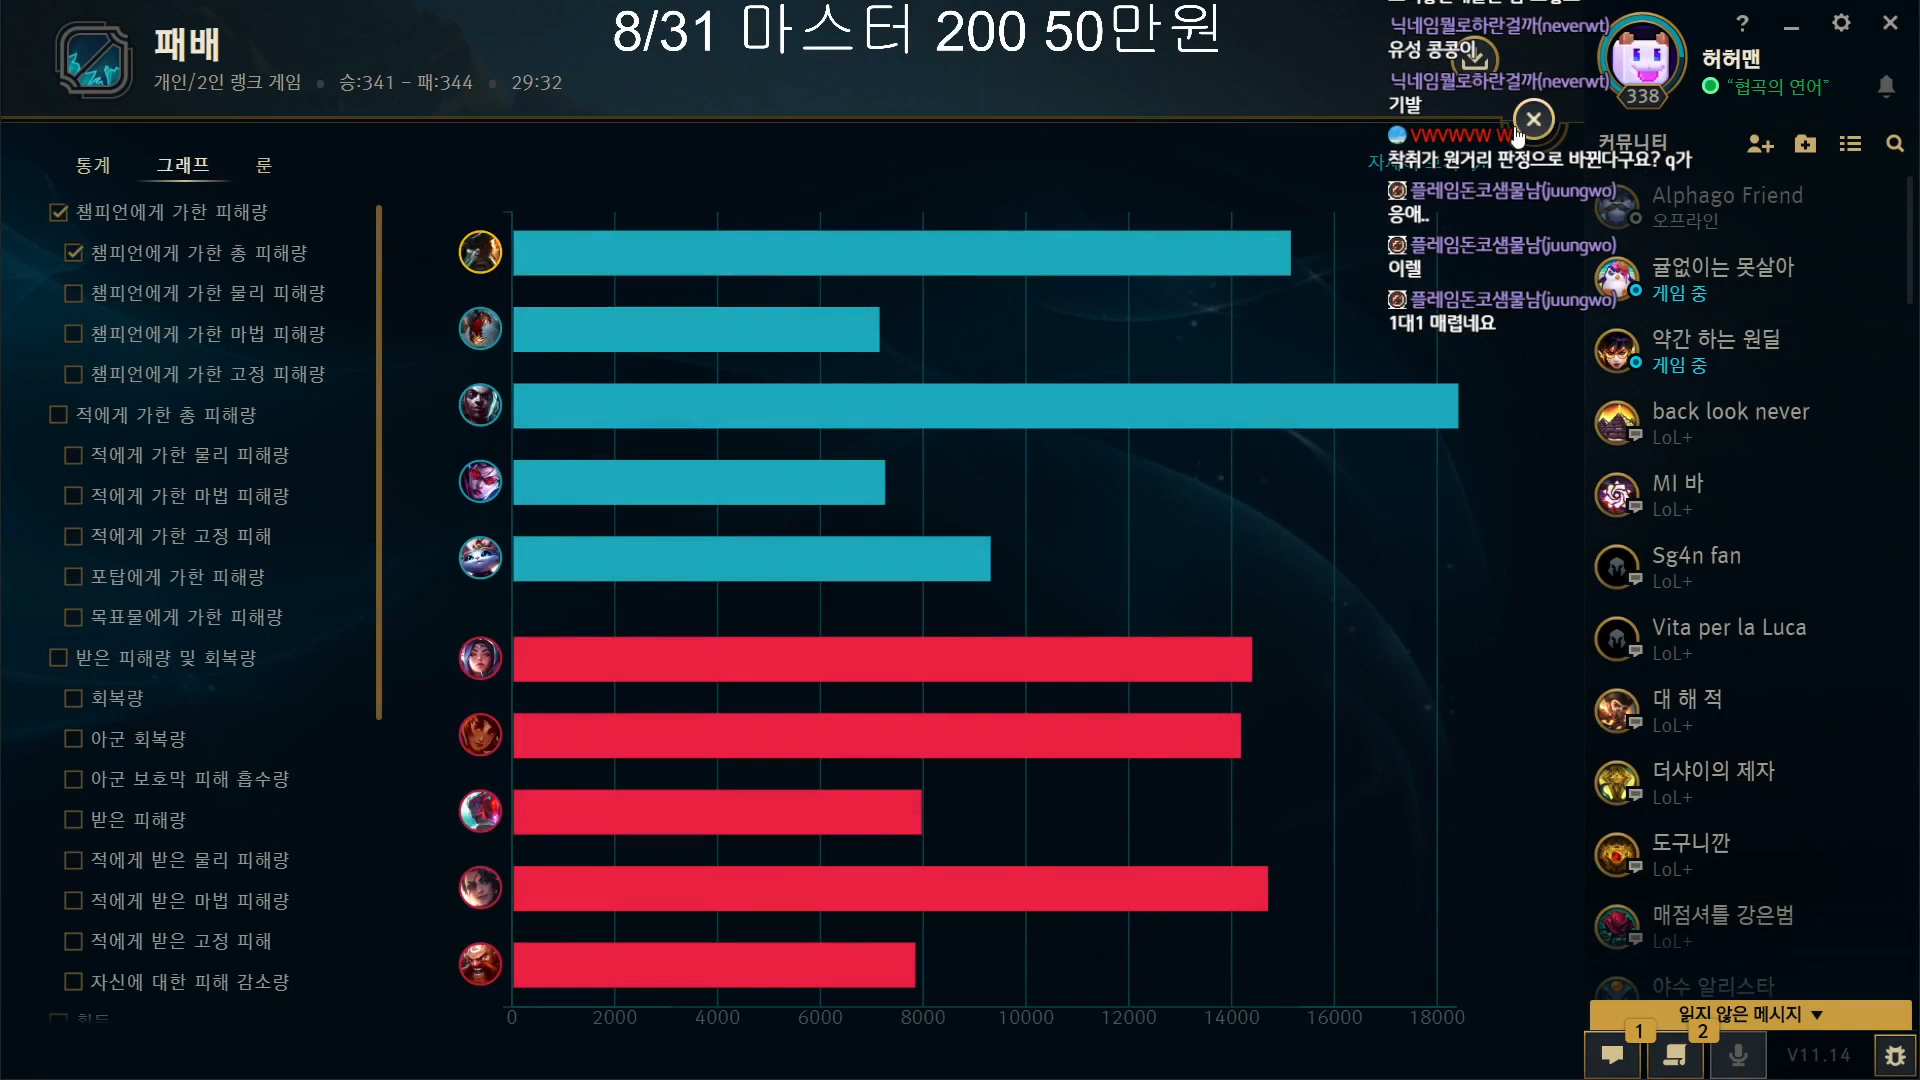 8/31 마스터 200 50만원
패배
개인/2인 랭크 게임 • 승:341 – 패:344 • 29:32
닉네임뭘로하란걸까(neverwt)
유성 콩콩이
닉네임뭘로하란걸까(neverwt)
기발
VWVWVW
착취가 원거리 판정으로 바뀐다구요? q가
플레임돈코샘물남(juungwo)
응애..
플레임돈코샘물남(juungwo)
이렐
플레임돈코샘물남(juungwo)
1대1 매렵네요
허허맨
338
“협곡의 연어”
커뮤니티
통계
그래프
룬
챔피언에게 가한 피해량
챔피언에게 가한 총 피해량
챔피언에게 가한 물리 피해량
챔피언에게 가한 마법 피해량
챔피언에게 가한 고정 피해량
적에게 가한 총 피해량
적에게 가한 물리 피해량
적에게 가한 마법 피해량
적에게 가한 고정 피해
포탑에게 가한 피해량
목표물에게 가한 피해량
받은 피해량 및 회복량
회복량
아군 회복량
아군 보호막 피해 흡수량
받은 피해량
적에게 받은 물리 피해량
적에게 받은 마법 피해량
적에게 받은 고정 피해
자신에 대한 피해 감소량
0 2000 4000 6000 8000 10000 12000 14000 16000 18000
Alphago Friend
오프라인
귤없이는 못살아
게임 중
약간 하는 원딜
게임 중
back look never
LoL+
MI 바
LoL+
Sg4n fan
LoL+
Vita per la Luca
LoL+
대 해 적
LoL+
더샤이의 제자
LoL+
도구니깐
LoL+
매점셔틀 강은범
LoL+
야수 알리스타
읽지 않은 메시지 ▼
1
2
V11.14